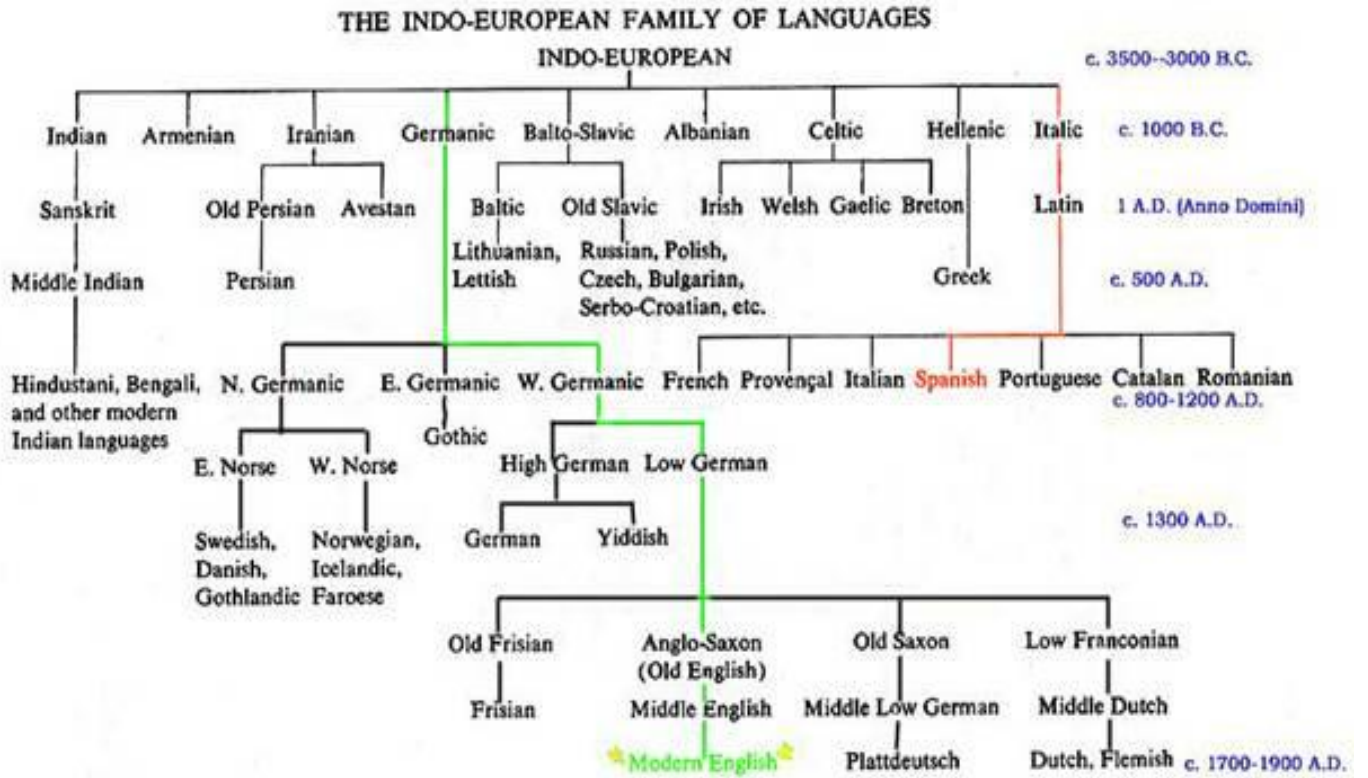 THE INDO-EUROPEAN FAMILY OF LANGUAGES
INDO-EUROPEAN
c. 3500--3000 B.C.
Indian Armenian Iranian Germanic Balto-Slavic Albanian Celtic Hellenic Italic c. 1000 B.C.
Sanskrit Old Persian Avestan Baltic Old Slavic Irish Welsh Gaelic Breton Latin 1 A.D. (Anno Domini)
Lithuanian, Russian, Polish,
Middle Indian Persian Lettish Czech, Bulgarian, Greek c. 500 A.D.
Serbo-Croatian, etc.
Hindustani, Bengali, N. Germanic E. Germanic W. Germanic French Provençal Italian Spanish Portuguese Catalan Romanian
and other modern c. 800-1200 A.D.
Indian languages Gothic
E. Norse W. Norse High German Low German
c. 1300 A.D.
Swedish, Norwegian, German Yiddish
Danish, Icelandic,
Gothlandic Faroese
Old Frisian Anglo-Saxon Old Saxon Low Franconian
(Old English)
Frisian Middle English Middle Low German Middle Dutch
Modern English Plattdeutsch Dutch, Flemish c. 1700-1900 A.D.